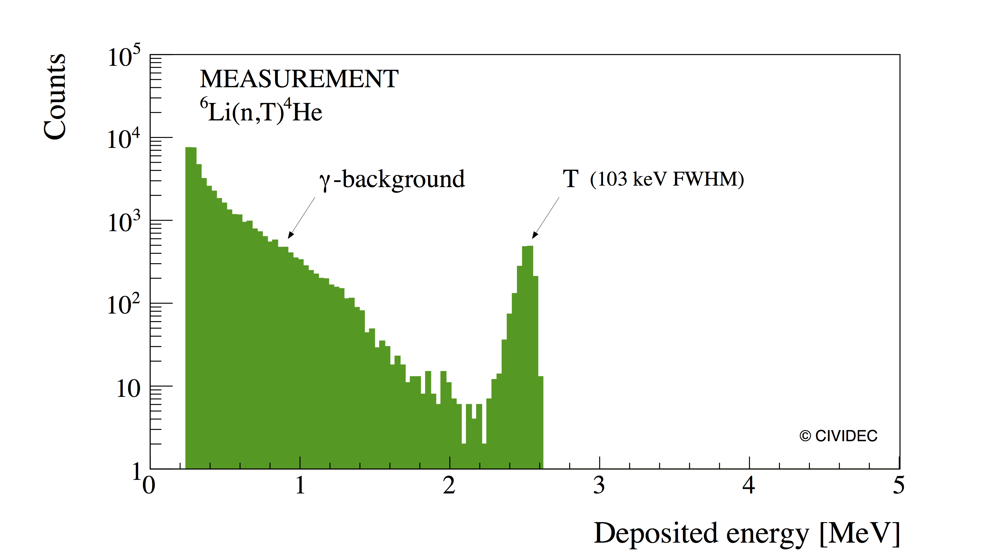 Counts
10⁵
10⁴
10³
10²
10
1
MEASUREMENT
⁶Li(n,T)⁴He
γ-background
T (103 keV FWHM)
© CIVIDEC
0 1 2 3 4 5
Deposited energy [MeV]